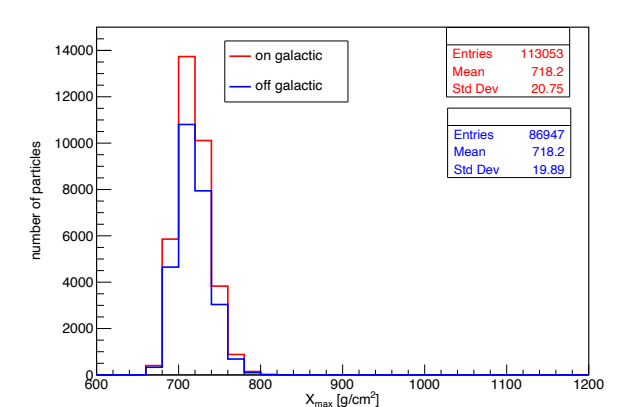 on galactic
off galactic
Entries 113053
Mean 718.2
Std Dev 20.75
Entries 86947
Mean 718.2
Std Dev 19.89
number of particles
14000
12000
10000
8000
6000
4000
2000
0
600 700 800 900 1000 1100 1200
Xmax [g/cm²]